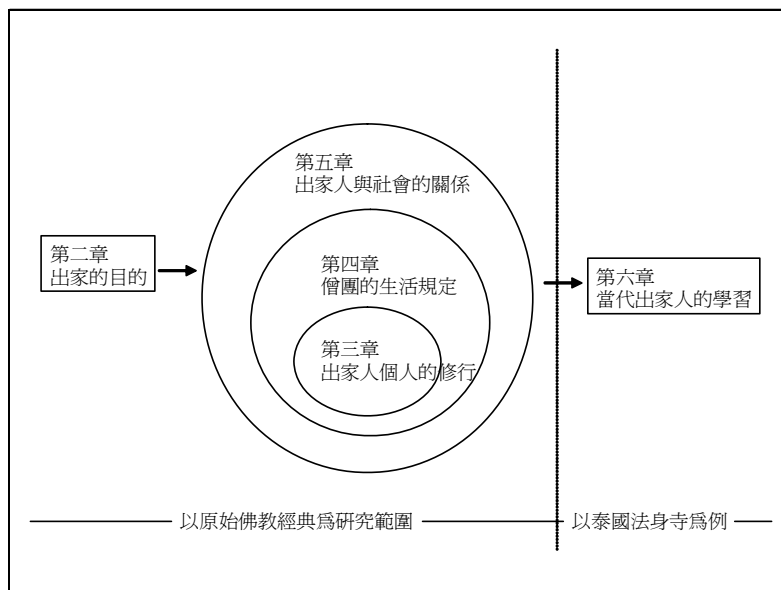 第五章
出家人與社會的關係
第二章
出家的目的
第四章
僧團的生活規定
第六章
當代出家人的學習
第三章
出家人個人的修行
以原始佛教經典爲研究範圍
以泰國法身寺爲例